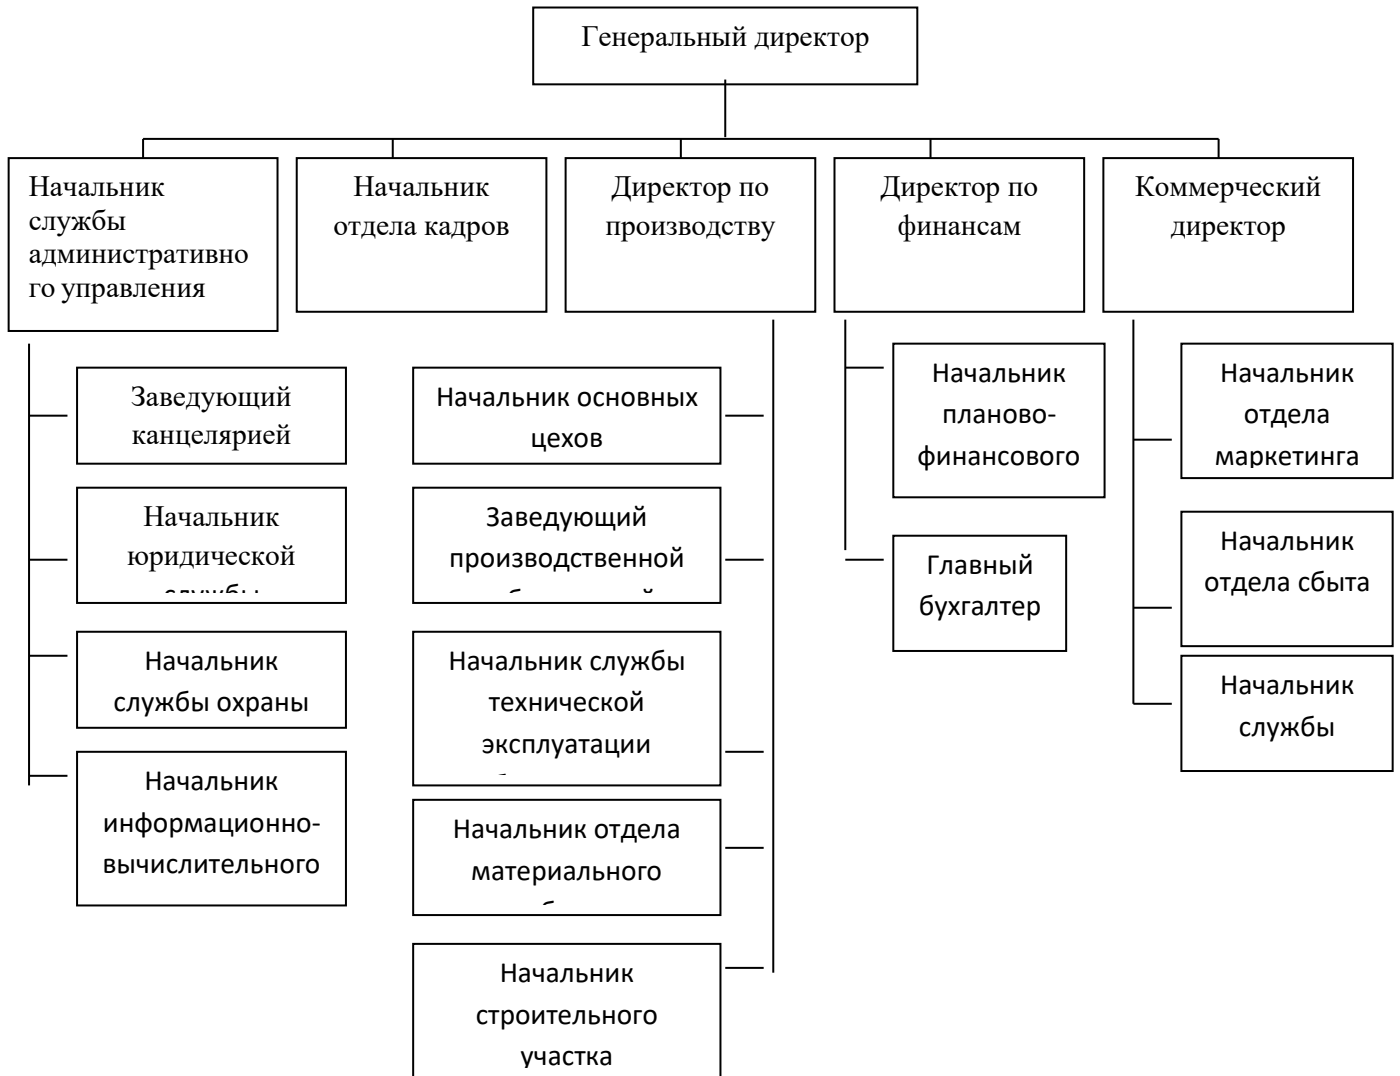 Генеральный директор
Начальник
службы
административно
го управления
Начальник
отдела кадров
Директор по
производству
Директор по
финансам
Коммерческий
директор
Заведующий
канцелярией
Начальник
юридической
Начальник
службы охраны
Начальник
информационно-
вычислительного
Начальник основных
цехов
Заведующий
производственной
Начальник службы
технической
эксплуатации
Начальник отдела
материального
Начальник
строительного
участка
Начальник
планово-
финансового
Главный
бухгалтер
Начальник
отдела
маркетинга
Начальник
отдела сбыта
Начальник
службы